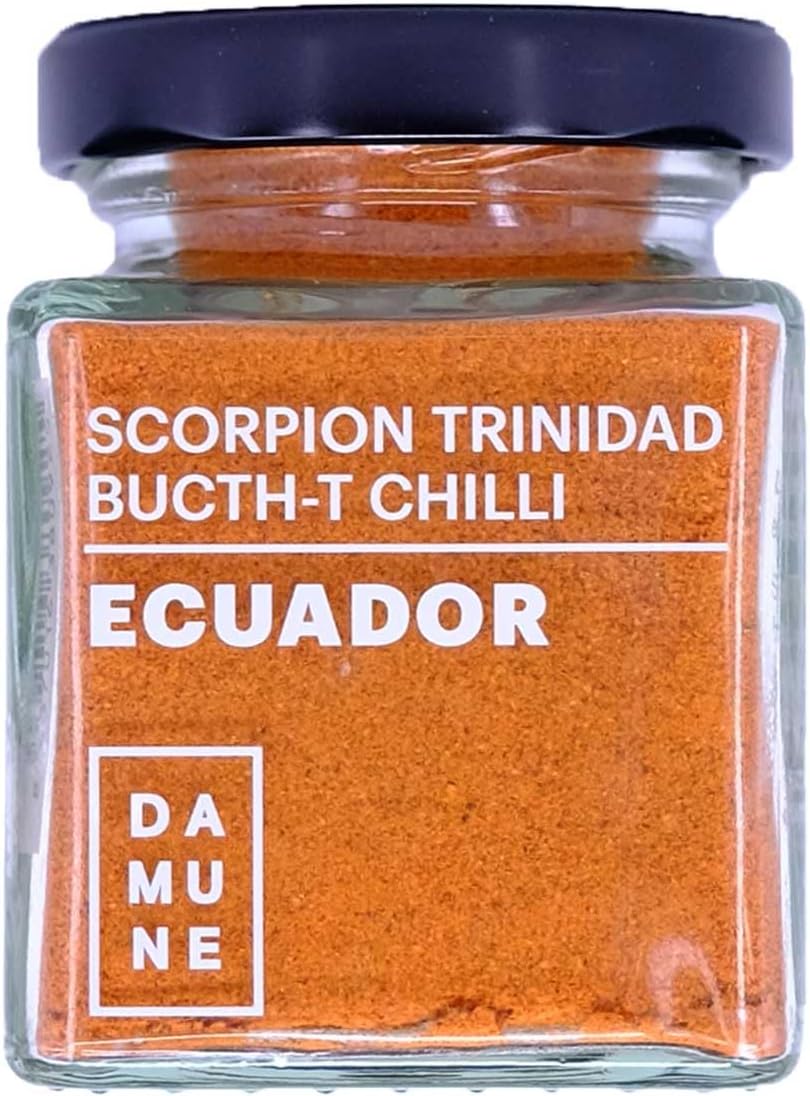 SCORPION TRINIDAD
BUCTH-T CHILLI
ECUADOR
DA
MU
NE